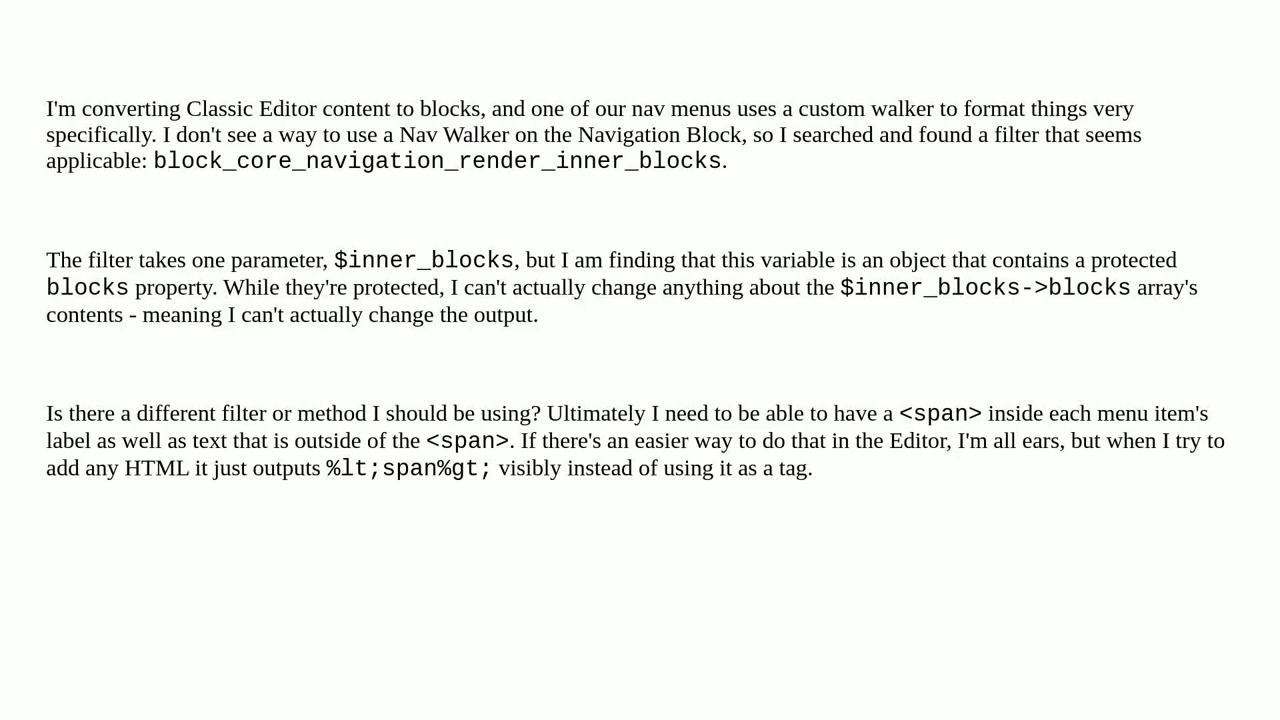 I'm converting Classic Editor content to blocks, and one of our nav menus uses a custom walker to format things very
specifically. I don't see a way to use a Nav Walker on the Navigation Block, so I searched and found a filter that seems
applicable: block_core_navigation_render_inner_blocks.
The filter takes one parameter, $inner_blocks, but I am finding that this variable is an object that contains a protected
blocks property. While they're protected, I can't actually change anything about the $inner_blocks->blocks array's
contents - meaning I can't actually change the output.
Is there a different filter or method I should be using? Ultimately I need to be able to have a <span> inside each menu item's
label as well as text that is outside of the <span>. If there's an easier way to do that in the Editor, I'm all ears, but when I try to
add any HTML it just outputs %lt;span%gt; visibly instead of using it as a tag.